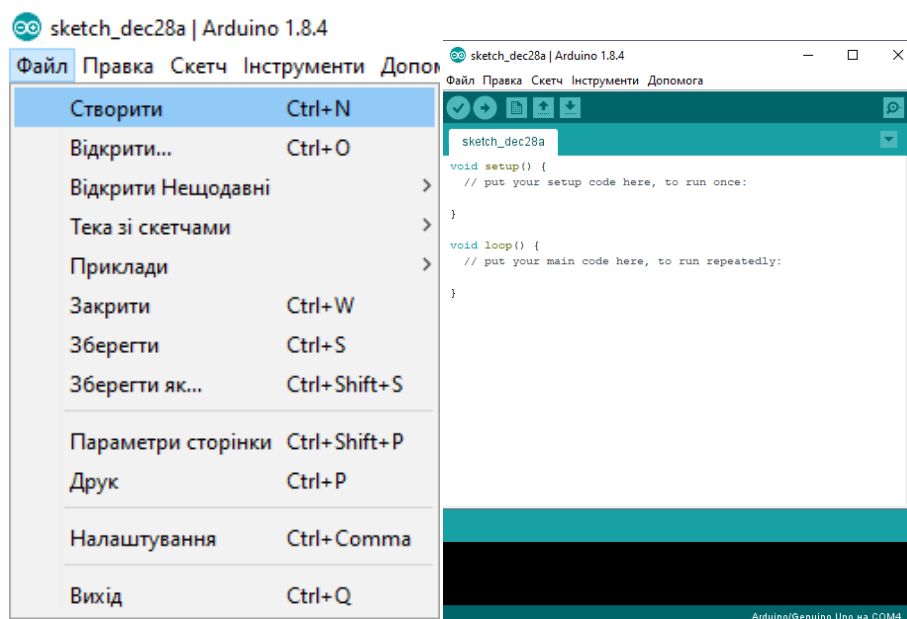 sketch_dec28a | Arduino 1.8.4
Файл Правка Скетч Інструменти Допом
Створити Ctrl+N
Відкрити... Ctrl+O
Відкрити Нещодавні
Тека зі скетчами
Приклади
Закрити Ctrl+W
Зберегти Ctrl+S
Зберегти як... Ctrl+Shift+S
Параметри сторінки Ctrl+Shift+P
Друк Ctrl+P
Налаштування Ctrl+Comma
Вихід Ctrl+Q
sketch_dec28a | Arduino 1.8.4
Файл Правка Скетч Інструменти Допомога
sketch_dec28a
void setup() {
// put your setup code here, to run once:
}
void loop() {
// put your main code here, to run repeatedly:
}
Arduino/Genuino Uno на COM4